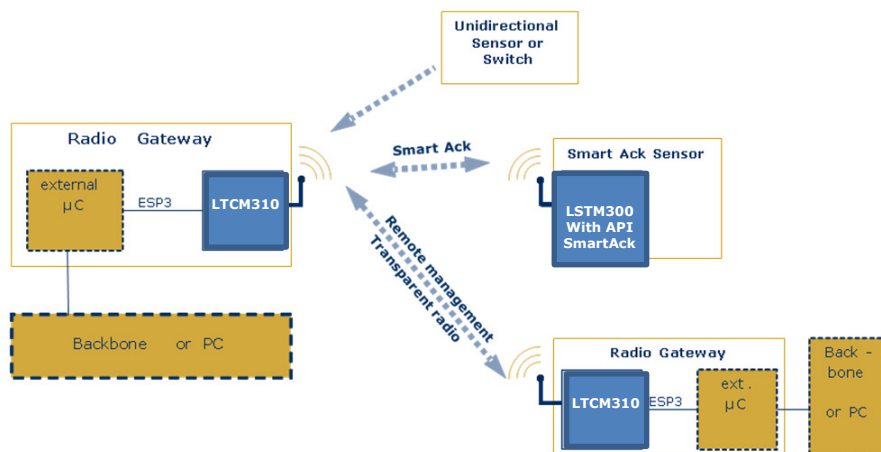 Unidirectional
Sensor or
Switch
Radio Gateway
external
µC
ESP3
LTCM310
Backbone or PC
Smart Ack
Smart Ack Sensor
LSTM300
With API
SmartAck
Remote management
Transparent radio
Radio Gateway
LTCM310
ESP3
ext.
µC
Back -
bone
or PC